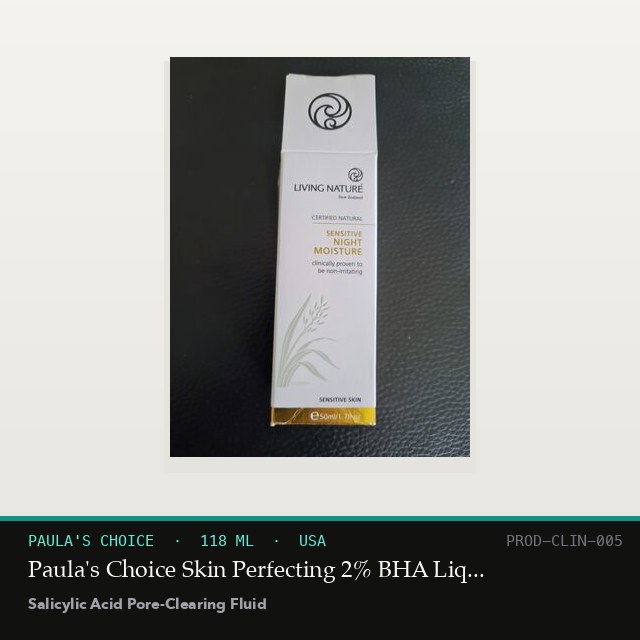 LIVING NATURE
New Zealand
CERTIFIED NATURAL
SENSITIVE
NIGHT
MOISTURE
clinically proven to
be non-irritating
SENSITIVE SKIN
e50ml/1.7fl oz
PAULA'S CHOICE · 118 ML · USA
PROD–CLIN–005
Paula's Choice Skin Perfecting 2% BHA Liq...
Salicylic Acid Pore-Clearing Fluid